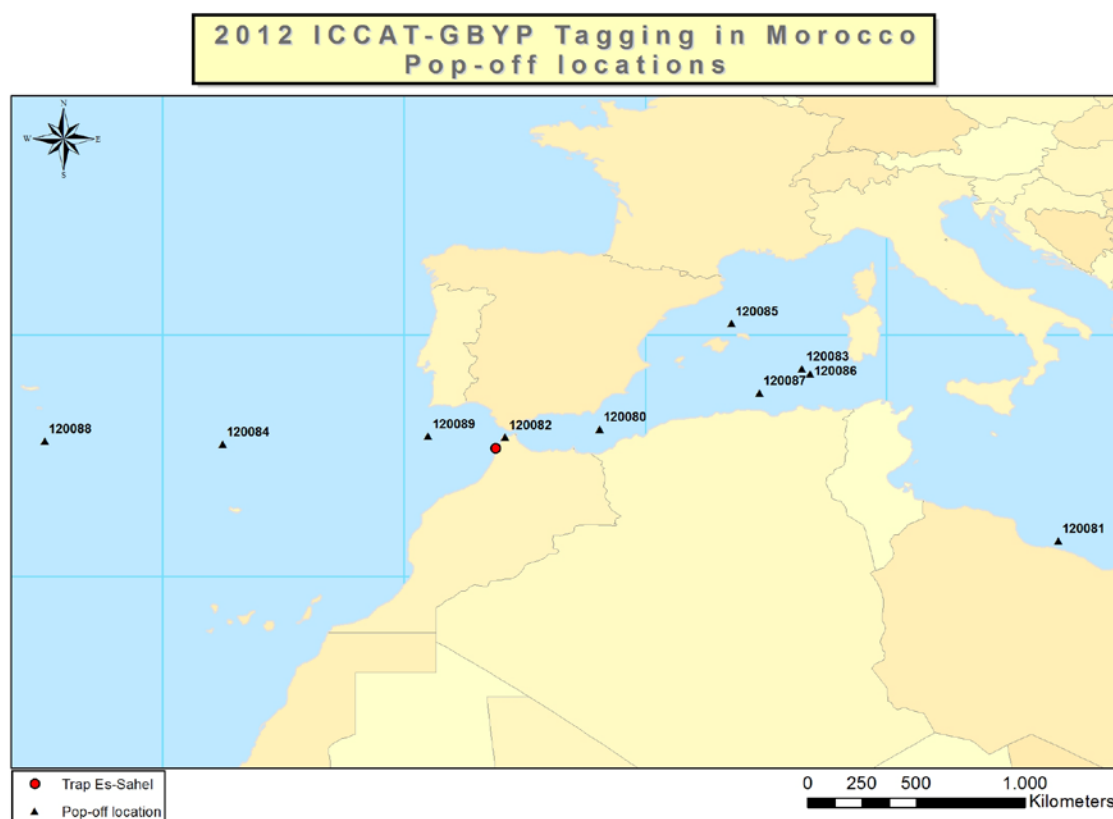 2012 ICCAT-GBYP Tagging in Morocco
Pop-off locations
N
W E
S
120085
120083
120086
120087
120088
120084
120089
120082
120080
120081
Trap Es-Sahel
Pop-off location
0 250 500 1.000
Kilometers